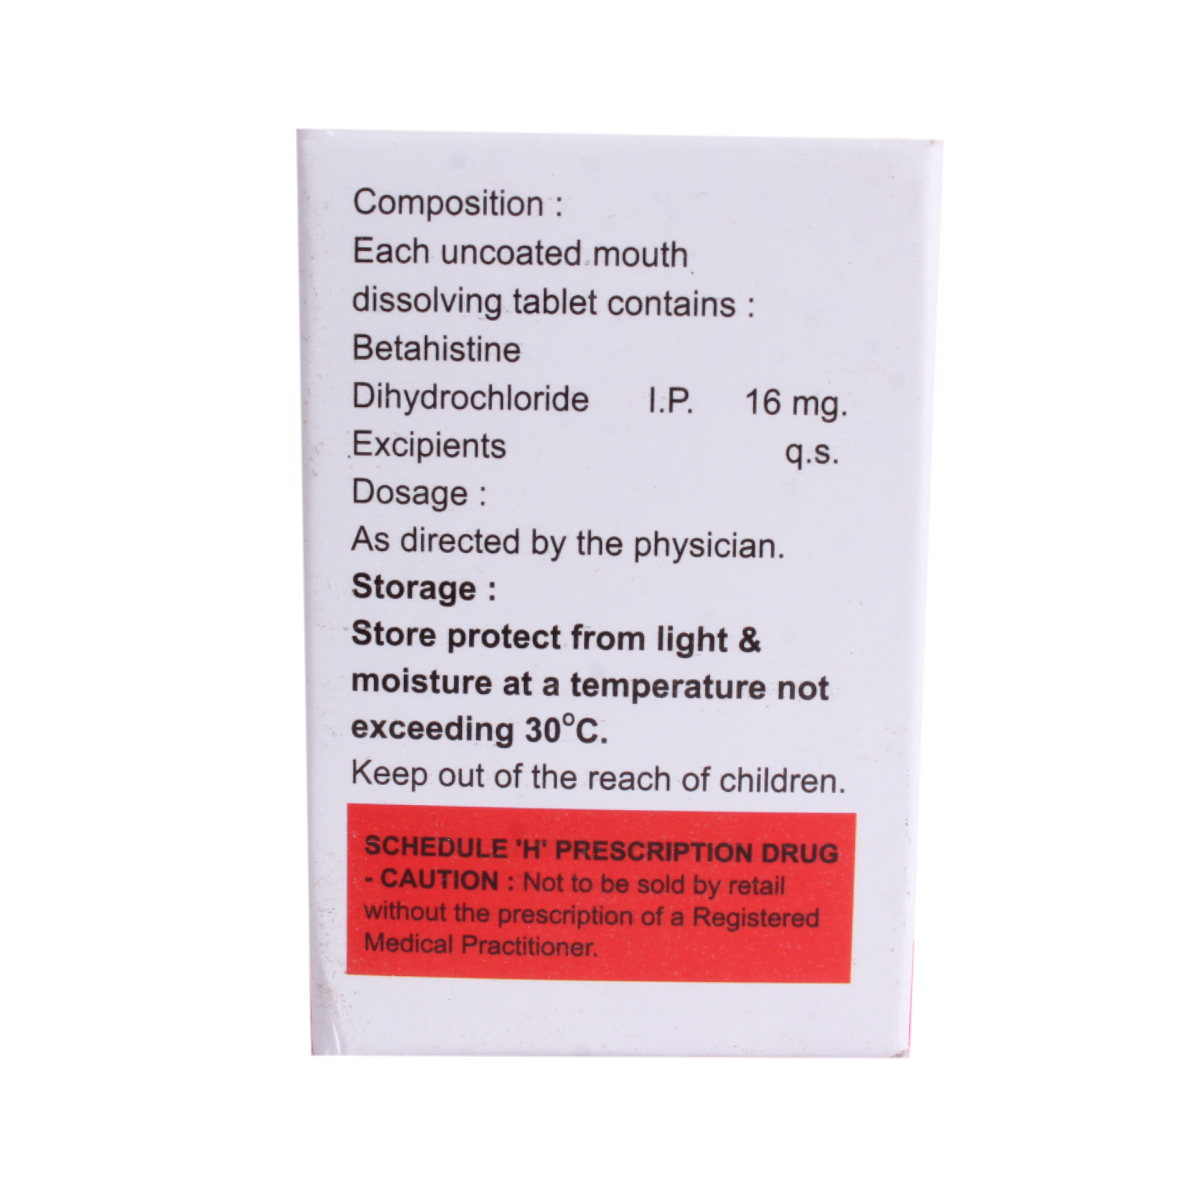 Composition :
Each uncoated mouth
dissolving tablet contains :
Betahistine
Dihydrochloride I.P. 16 mg.
Excipients q.s.
Dosage :
As directed by the physician.
Storage :
Store protect from light &
moisture at a temperature not
exceeding 30°C.
Keep out of the reach of children.
SCHEDULE 'H' PRESCRIPTION DRUG
- CAUTION : Not to be sold by retail
without the prescription of a Registered
Medical Practitioner.